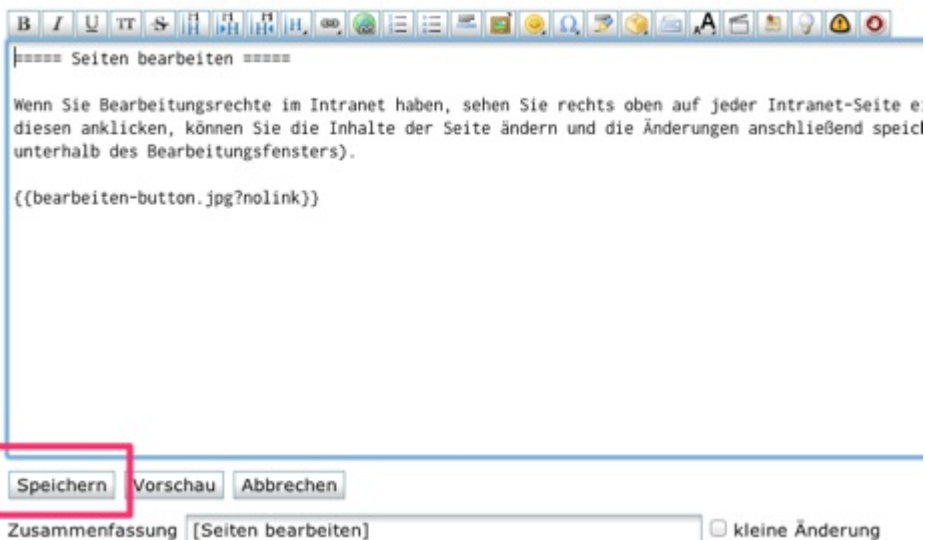 B I U TT S
===== Seiten bearbeiten =====
Wenn Sie Bearbeitungsrechte im Intranet haben, sehen Sie rechts oben auf jeder Intranet-Seite
diesen anklicken, können Sie die Inhalte der Seite ändern und die Änderungen anschließend
unterhalb des Bearbeitungsfensters).
{{bearbeiten-button.jpg?nolink}}
Speichern Vorschau Abbrechen
Zusammenfassung [Seiten bearbeiten] kleine Änderung